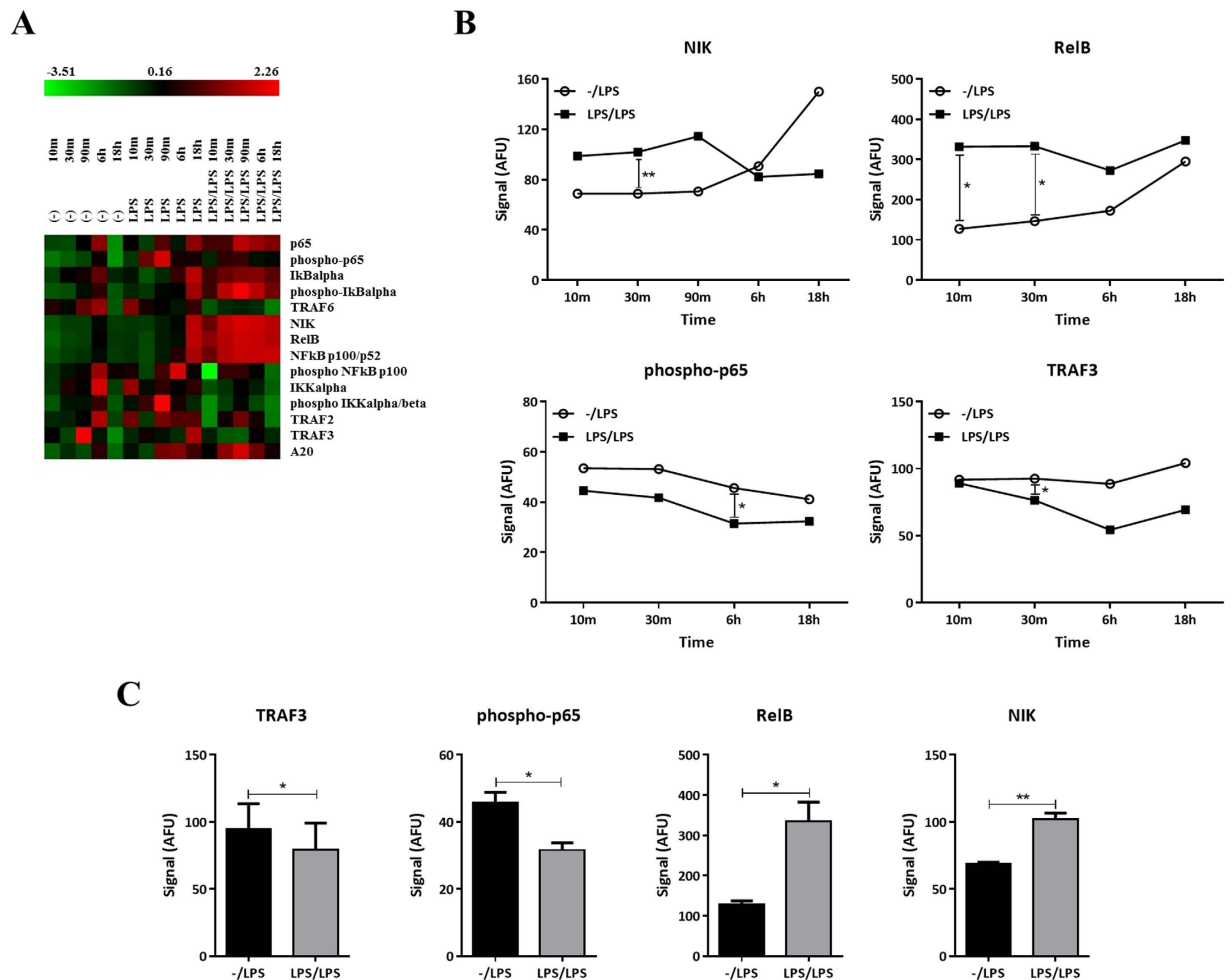 A
-3.51 0.16 2.26
10m 30m 90m 6h 18h 10m 30m 90m 6h 18h 10m 30m 90m 6h 18h
(-) (-) (-) (-) (-) LPS LPS LPS LPS LPS LPS/LPS LPS/LPS LPS/LPS LPS/LPS LPS/LPS
p65
phospho-p65
IkBalpha
phospho-IkBalpha
TRAF6
NIK
RelB
NFkB p100/p52
phospho NFkB p100
IKKalpha
phospho IKKalpha/beta
TRAF2
TRAF3
A20
B
NIK
-/LPS
LPS/LPS
Signal (AFU)
160
120
80
40
0
**
10m 30m 90m 6h 18h
Time
RelB
-/LPS
LPS/LPS
Signal (AFU)
500
400
300
200
100
0
* *
10m 30m 6h 18h
Time
phospho-p65
-/LPS
LPS/LPS
Signal (AFU)
80
60
40
20
0
*
10m 30m 6h 18h
Time
TRAF3
-/LPS
LPS/LPS
Signal (AFU)
150
100
50
0
*
10m 30m 6h 18h
Time
C
TRAF3
Signal (AFU)
150
100
50
0
*
-/LPS LPS/LPS
phospho-p65
Signal (AFU)
60
40
20
0
*
-/LPS LPS/LPS
RelB
Signal (AFU)
500
400
300
200
100
0
*
-/LPS LPS/LPS
NIK
Signal (AFU)
150
100
50
0
**
-/LPS LPS/LPS